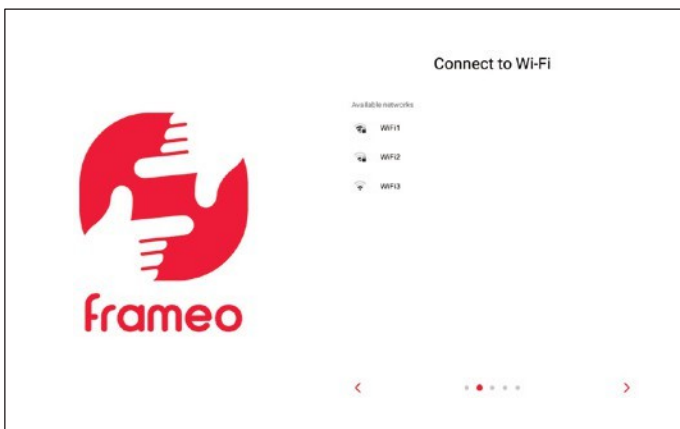 Connect to Wi-Fi
Available networks
WiFi1
WiFi2
WiFi3
frameo